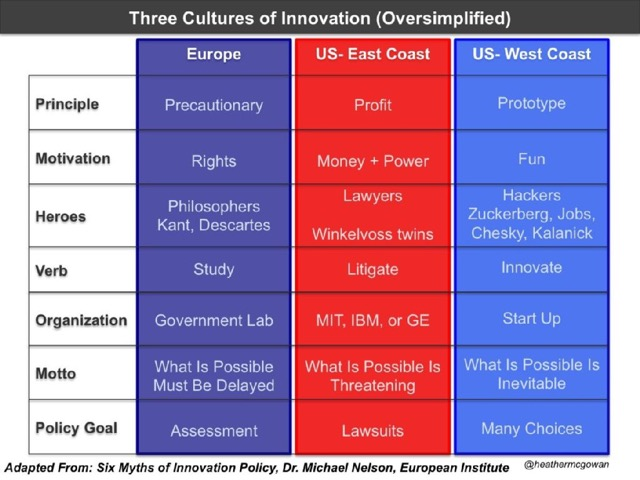 Three Cultures of Innovation (Oversimplified)
Europe
US- East Coast
US- West Coast
Principle
Precautionary
Profit
Prototype
Motivation
Rights
Money + Power
Fun
Heroes
Philosophers
Kant, Descartes
Lawyers
Winkelvoss twins
Hackers
Zuckerberg, Jobs,
Chesky, Kalanick
Verb
Study
Litigate
Innovate
Organization
Government Lab
MIT, IBM, or GE
Start Up
Motto
What Is Possible
Must Be Delayed
What Is Possible Is
Threatening
What Is Possible Is
Inevitable
Policy Goal
Assessment
Lawsuits
Many Choices
Adapted From: Six Myths of Innovation Policy, Dr. Michael Nelson, European Institute
@heathermcgowan